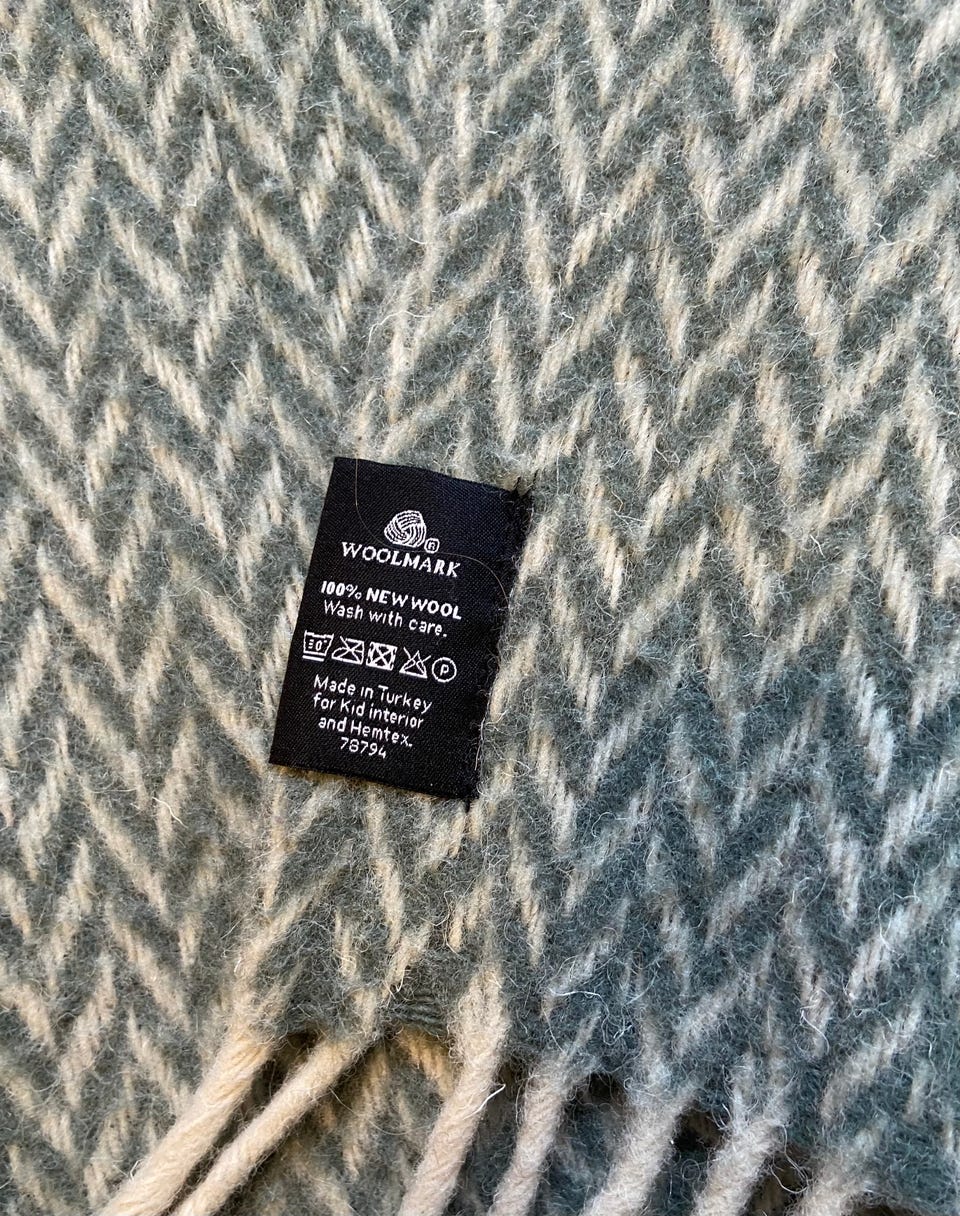 WOOLMARK
100% NEW WOOL
Wash with care.
P
Made in Turkey
for Kid interior
and Hemtex.
78794